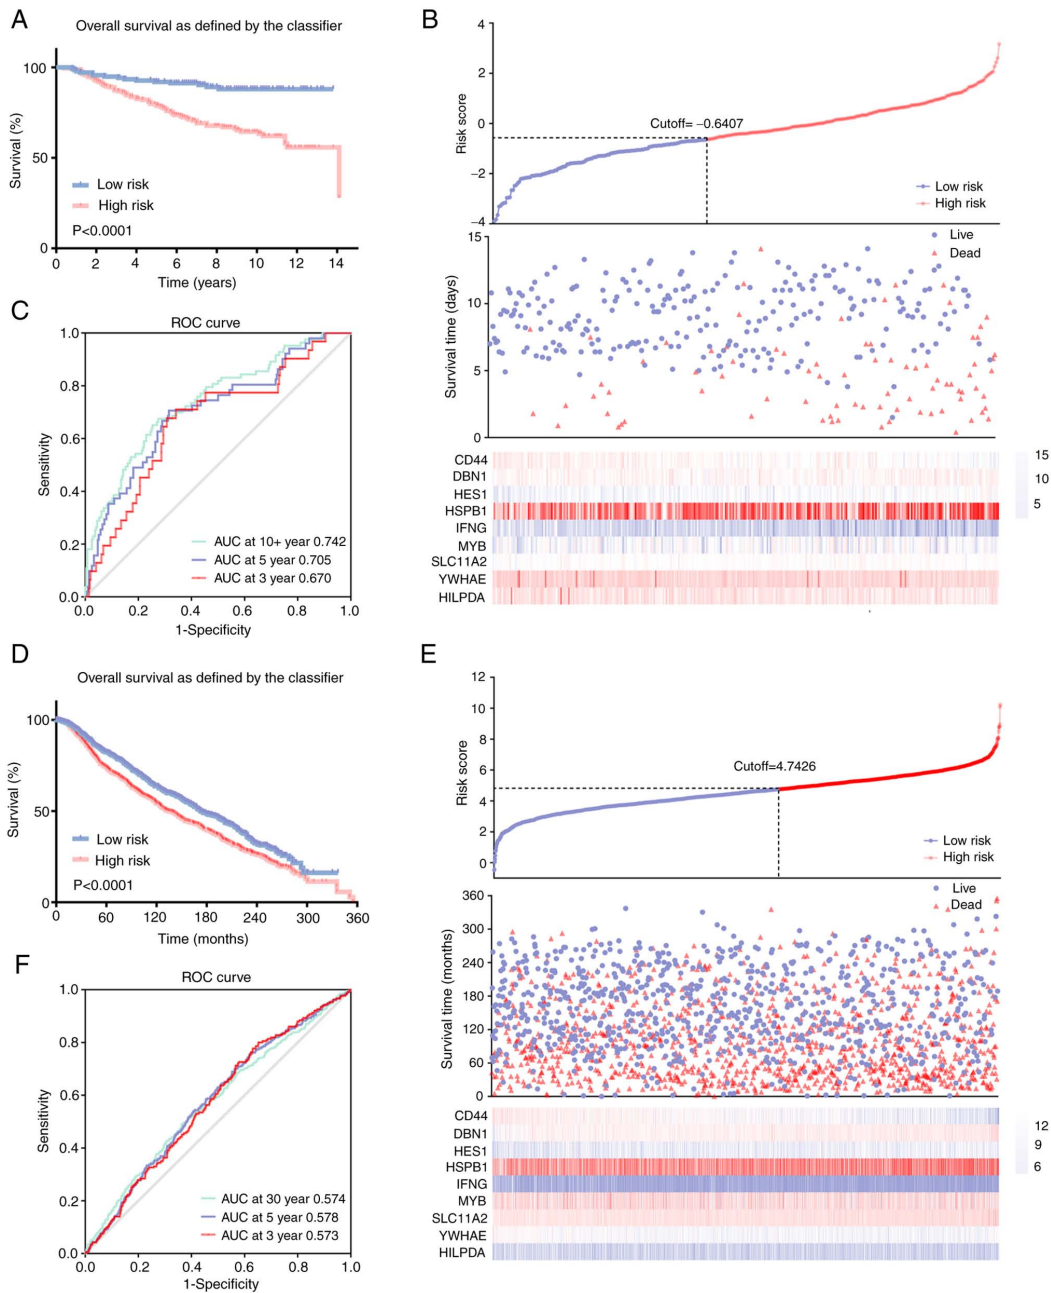 A
Overall survival as defined by the classifier
100
50
0
Survival (%)
Low risk
High risk
P<0.0001
0 2 4 6 8 10 12 14
Time (years)
B
4
2
0
−2
−4
Risk score
Cutoff= −0.6407
Low risk
High risk
15
10
5
0
Survival time (days)
Live
Dead
CD44
DBN1
HES1
HSPB1
IFNG
MYB
SLC11A2
YWHAE
HILPDA
15
10
5
C
ROC curve
1.0
0.8
0.6
0.4
0.2
0.0
Sensitivity
AUC at 10+ year 0.742
AUC at 5 year 0.705
AUC at 3 year 0.670
0.0 0.2 0.4 0.6 0.8 1.0
1-Specificity
D
Overall survival as defined by the classifier
100
50
0
Survival (%)
Low risk
High risk
P<0.0001
0 60 120 180 240 300 360
Time (months)
E
12
10
8
6
4
2
0
Risk score
Cutoff=4.7426
Low risk
High risk
360
300
240
180
120
60
0
Survival time (months)
Live
Dead
CD44
DBN1
HES1
HSPB1
IFNG
MYB
SLC11A2
YWHAE
HILPDA
12
9
6
F
ROC curve
1.0
0.8
0.6
0.4
0.2
0.0
Sensitivity
AUC at 30 year 0.574
AUC at 5 year 0.578
AUC at 3 year 0.573
0.0 0.2 0.4 0.6 0.8 1.0
1-Specificity